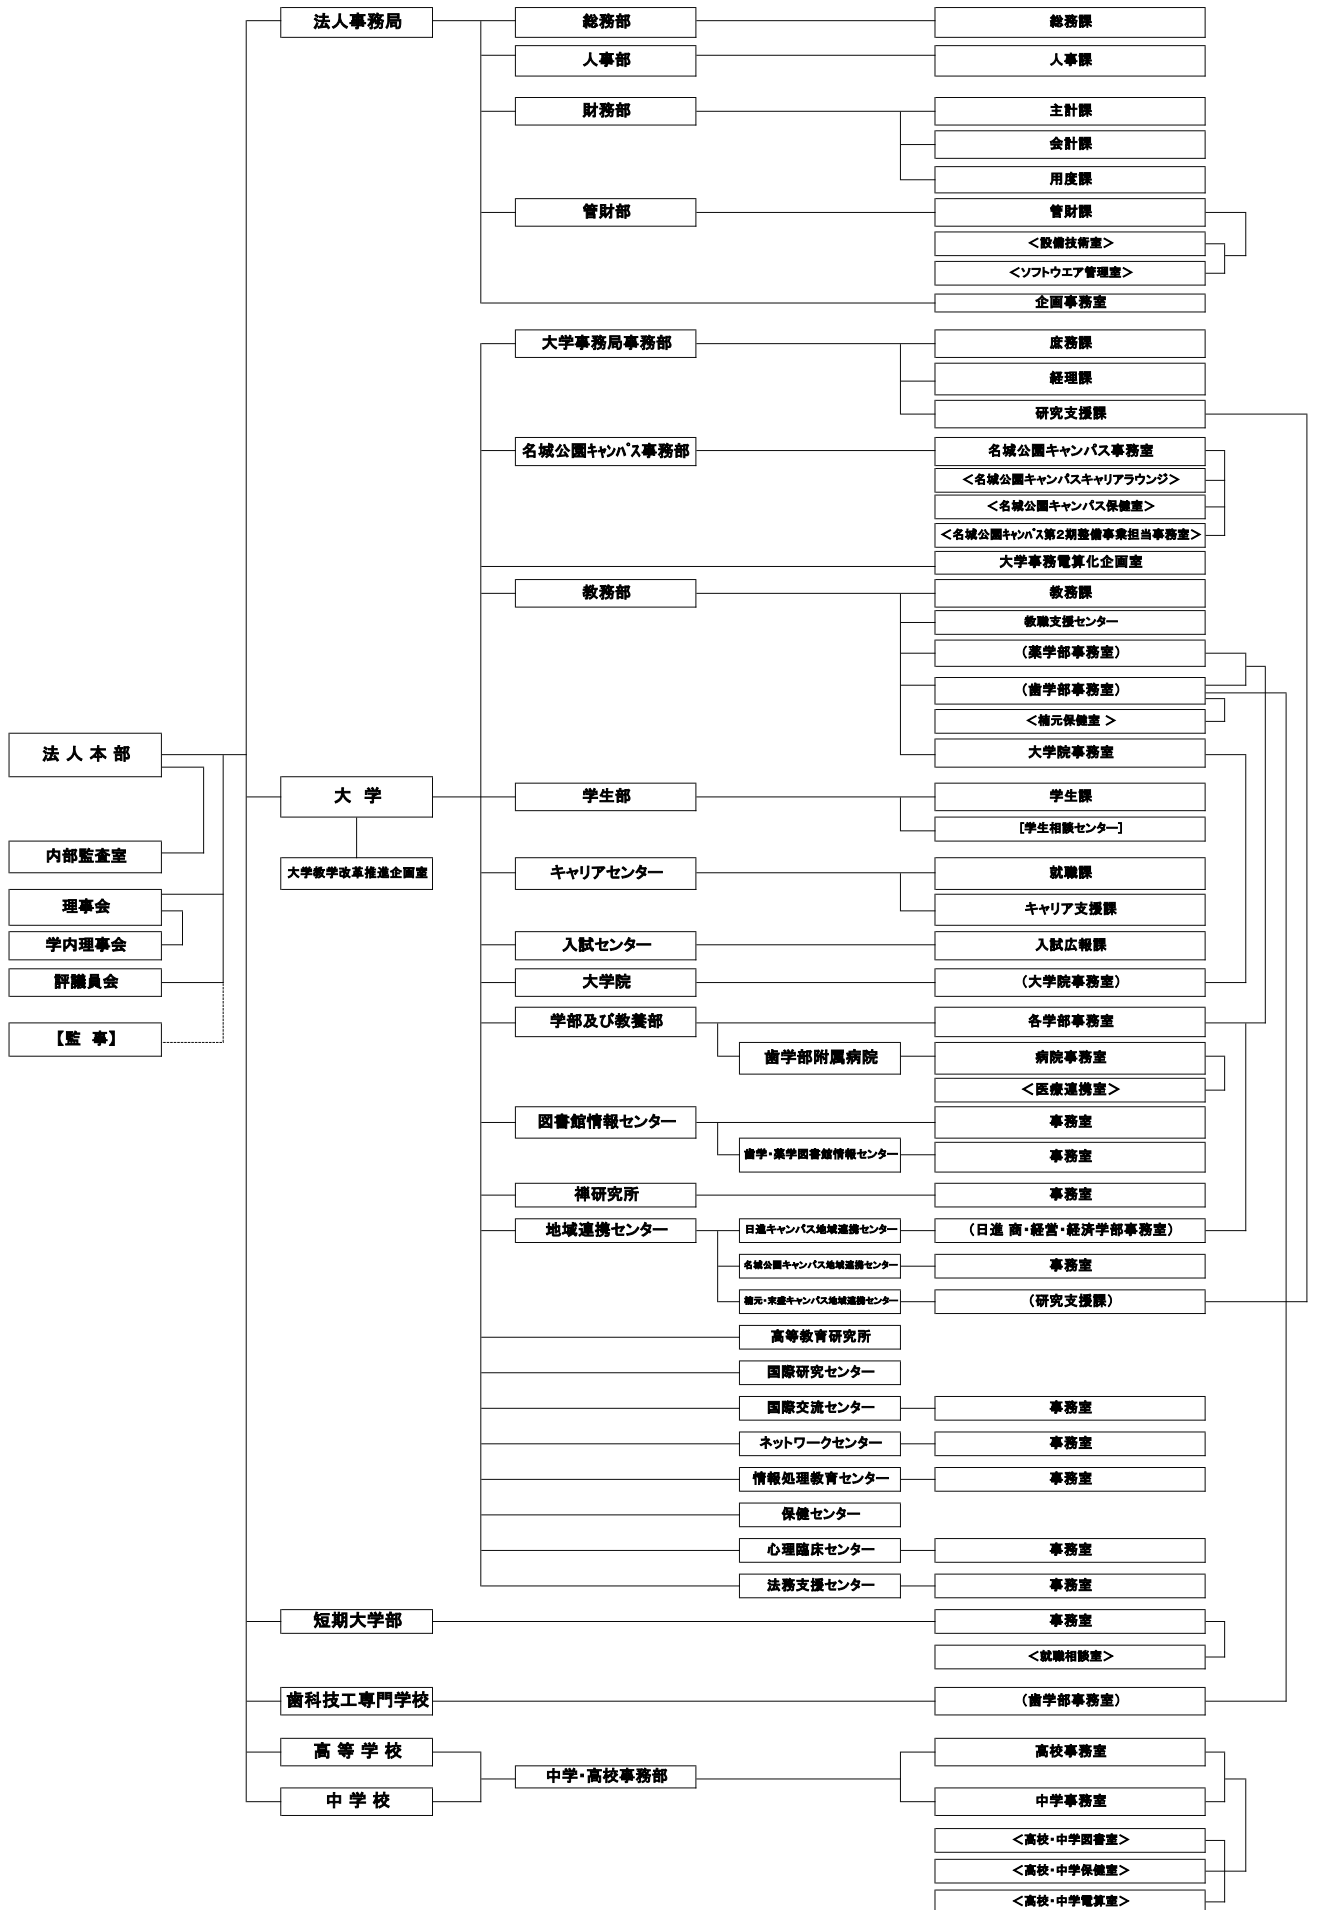 法人事務局
総務部
総務課
人事部
人事課
財務部
主計課
会計課
用度課
管財部
管財課
＜設備技術室＞
＜ソフトウエア管理室＞
企画事務室
大学事務局事務部
庶務課
経理課
研究支援課
名城公園ｷｬﾝﾊﾟｽ事務部
名城公園キャンパス事務室
＜名城公園キャンパスキャリアラウンジ＞
＜名城公園キャンパス保健室＞
＜名城公園ｷｬﾝﾊﾟｽ第2期整備事業担当事務室＞
大学事務電算化企画室
教務部
教務課
教職支援センター
（薬学部事務室）
（歯学部事務室）
＜楠元保健室 ＞
大学院事務室
法 人 本 部
大 学
学生部
学生課
[学生相談センター]
内部監査室
大学教学改革推進企画室
キャリアセンター
就職課
キャリア支援課
理事会
学内理事会
入試センター
入試広報課
評議員会
大学院
（大学院事務室）
【監 事】
学部及び教養部
各学部事務室
歯学部附属病院
病院事務室
＜医療連携室＞
図書館情報センター
事務室
歯学・薬学図書館情報センター
事務室
禅研究所
事務室
地域連携センター
日進キャンパス地域連携センター
（日進 商・経営・経済学部事務室）
名城公園キャンパス地域連携センター
事務室
楠元・末盛キャンパス地域連携センター
（研究支援課）
高等教育研究所
国際研究センター
国際交流センター
事務室
ネットワークセンター
事務室
情報処理教育センター
事務室
保健センター
心理臨床センター
事務室
法務支援センター
事務室
短期大学部
事務室
＜就職相談室＞
歯科技工専門学校
（歯学部事務室）
高 等 学 校
高校事務室
中学・高校事務部
中 学 校
中学事務室
＜高校・中学図書室＞
＜高校・中学保健室＞
＜高校・中学電算室＞